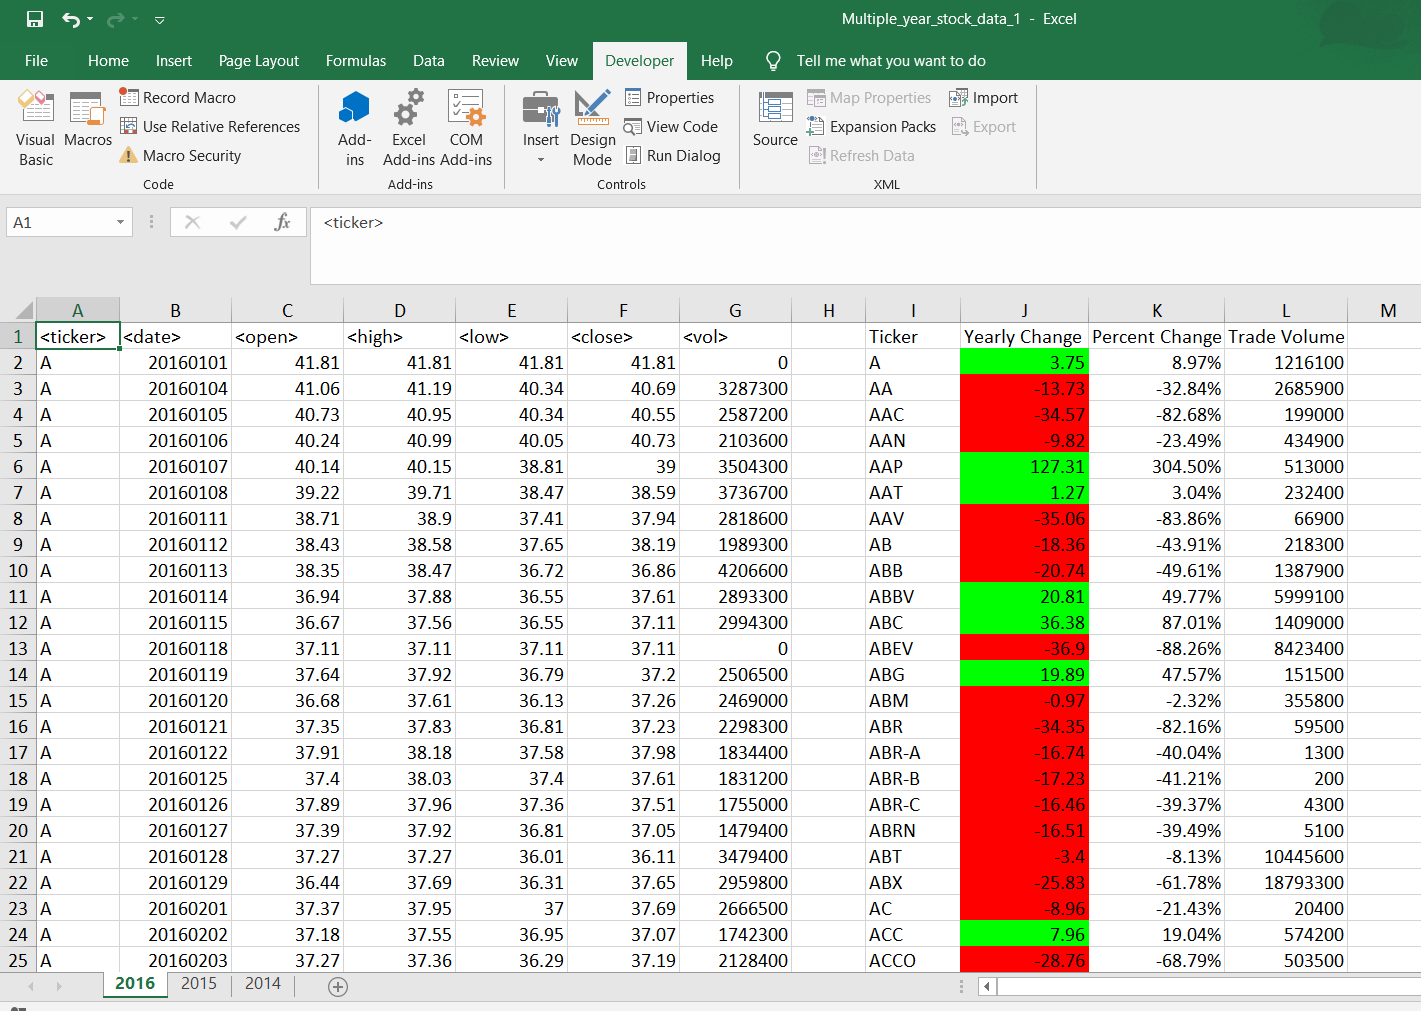 Multiple_year_stock_data_1 - Excel
File Home Insert Page Layout Formulas Data Review View Developer Help Tell me what you want to do
Visual Basic
Macros
Record Macro
Use Relative References
Macro Security
Code
Add-ins
Excel Add-ins
COM Add-ins
Add-ins
Insert
Design Mode
Properties
View Code
Run Dialog
Controls
Source
Map Properties
Expansion Packs
Refresh Data
Import
Export
XML
A1 fx <ticker>
A B C D E F G H I J K L M
1 <ticker> <date> <open> <high> <low> <close> <vol> Ticker Yearly Change Percent Change Trade Volume
2 A 20160101 41.81 41.81 41.81 41.81 0 A 3.75 8.97% 1216100
3 A 20160104 41.06 41.19 40.34 40.69 3287300 AA -13.73 -32.84% 2685900
4 A 20160105 40.73 40.95 40.34 40.55 2587200 AAC -34.57 -82.68% 199000
5 A 20160106 40.24 40.99 40.05 40.73 2103600 AAN -9.82 -23.49% 434900
6 A 20160107 40.14 40.15 38.81 39 3504300 AAP 127.31 304.50% 513000
7 A 20160108 39.22 39.71 38.47 38.59 3736700 AAT 1.27 3.04% 232400
8 A 20160111 38.71 38.9 37.41 37.94 2818600 AAV -35.06 -83.86% 66900
9 A 20160112 38.43 38.58 37.65 38.19 1989300 AB -18.36 -43.91% 218300
10 A 20160113 38.35 38.47 36.72 36.86 4206600 ABB -20.74 -49.61% 1387900
11 A 20160114 36.94 37.88 36.55 37.61 2893300 ABBV 20.81 49.77% 5999100
12 A 20160115 36.67 37.56 36.55 37.11 2994300 ABC 36.38 87.01% 1409000
13 A 20160118 37.11 37.11 37.11 37.11 0 ABEV -36.9 -88.26% 8423400
14 A 20160119 37.64 37.92 36.79 37.2 2506500 ABG 19.89 47.57% 151500
15 A 20160120 36.68 37.61 36.13 37.26 2469000 ABM -0.97 -2.32% 355800
16 A 20160121 37.35 37.83 36.81 37.23 2298300 ABR -34.35 -82.16% 59500
17 A 20160122 37.91 38.18 37.58 37.98 1834400 ABR-A -16.74 -40.04% 1300
18 A 20160125 37.4 38.03 37.4 37.61 1831200 ABR-B -17.23 -41.21% 200
19 A 20160126 37.89 37.96 37.36 37.51 1755000 ABR-C -16.46 -39.37% 4300
20 A 20160127 37.39 37.92 36.81 37.05 1479400 ABRN -16.51 -39.49% 5100
21 A 20160128 37.27 37.27 36.01 36.11 3479400 ABT -3.4 -8.13% 10445600
22 A 20160129 36.44 37.69 36.31 37.65 2959800 ABX -25.83 -61.78% 18793300
23 A 20160201 37.37 37.95 37 37.69 2666500 AC -8.96 -21.43% 20400
24 A 20160202 37.18 37.55 36.95 37.07 1742300 ACC 7.96 19.04% 574200
25 A 20160203 37.27 37.36 36.29 37.19 2128400 ACCO -28.76 -68.79% 503500
2016 2015 2014